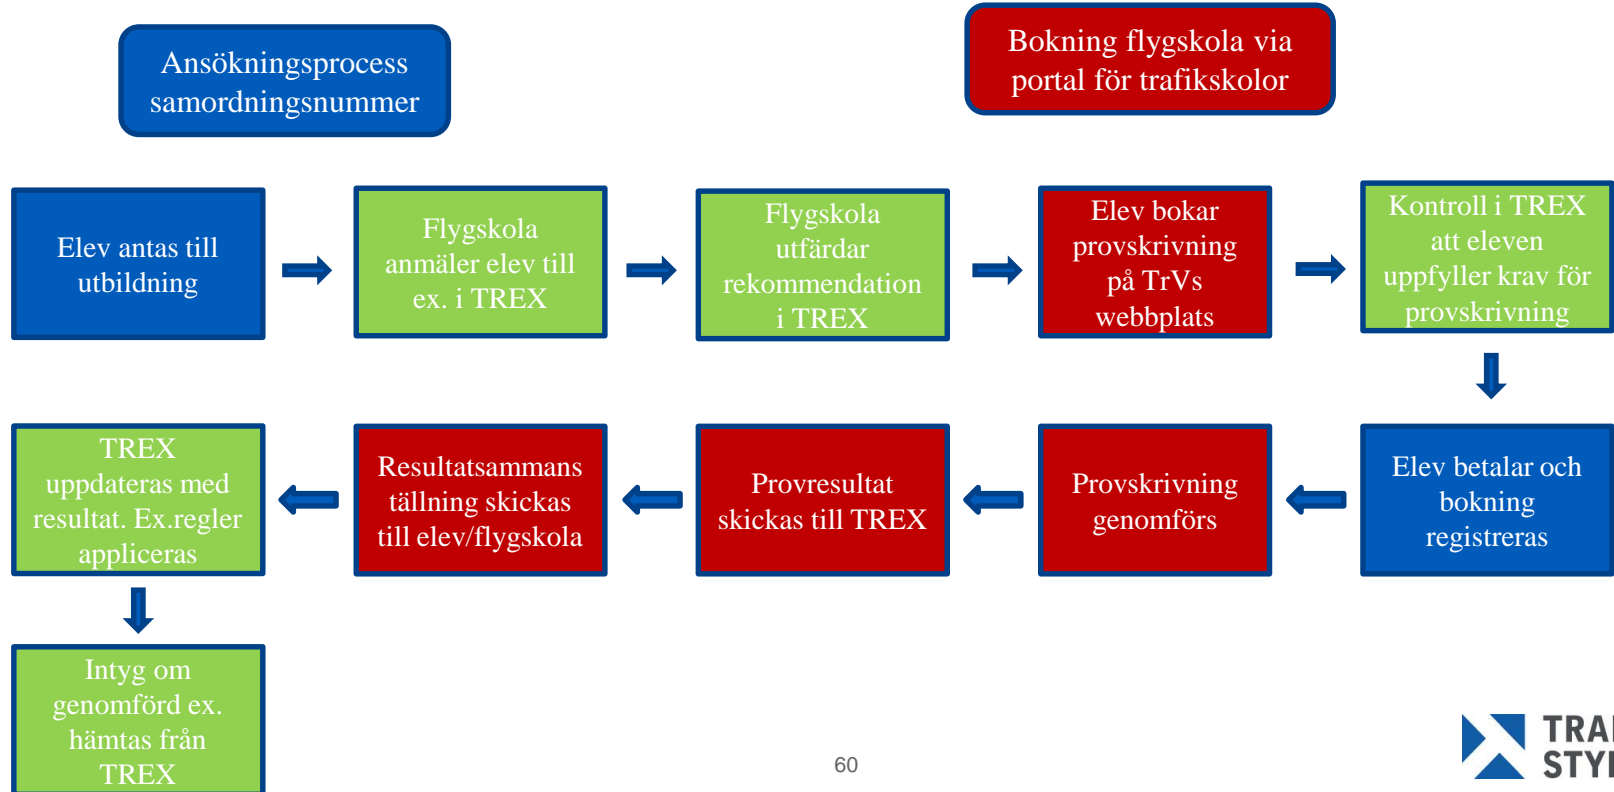 Ansökningsprocess
samordningsnummer
Bokning flygskola via
portal för trafikskolor
Elev antas till
utbildning
Flygskola
anmäler elev till
ex. i TREX
Flygskola
utfärdar
rekommendation
i TREX
Elev bokar
provskrivning
på TrVs
webbplats
Kontroll i TREX
att eleven
uppfyller krav för
provskrivning
TREX
uppdateras med
resultat. Ex.regler
appliceras
Resultatsammans
tällning skickas
till elev/flygskola
Provresultat
skickas till TREX
Provskrivning
genomförs
Elev betalar och
bokning
registreras
Intyg om
genomförd ex.
hämtas från
TREX
60